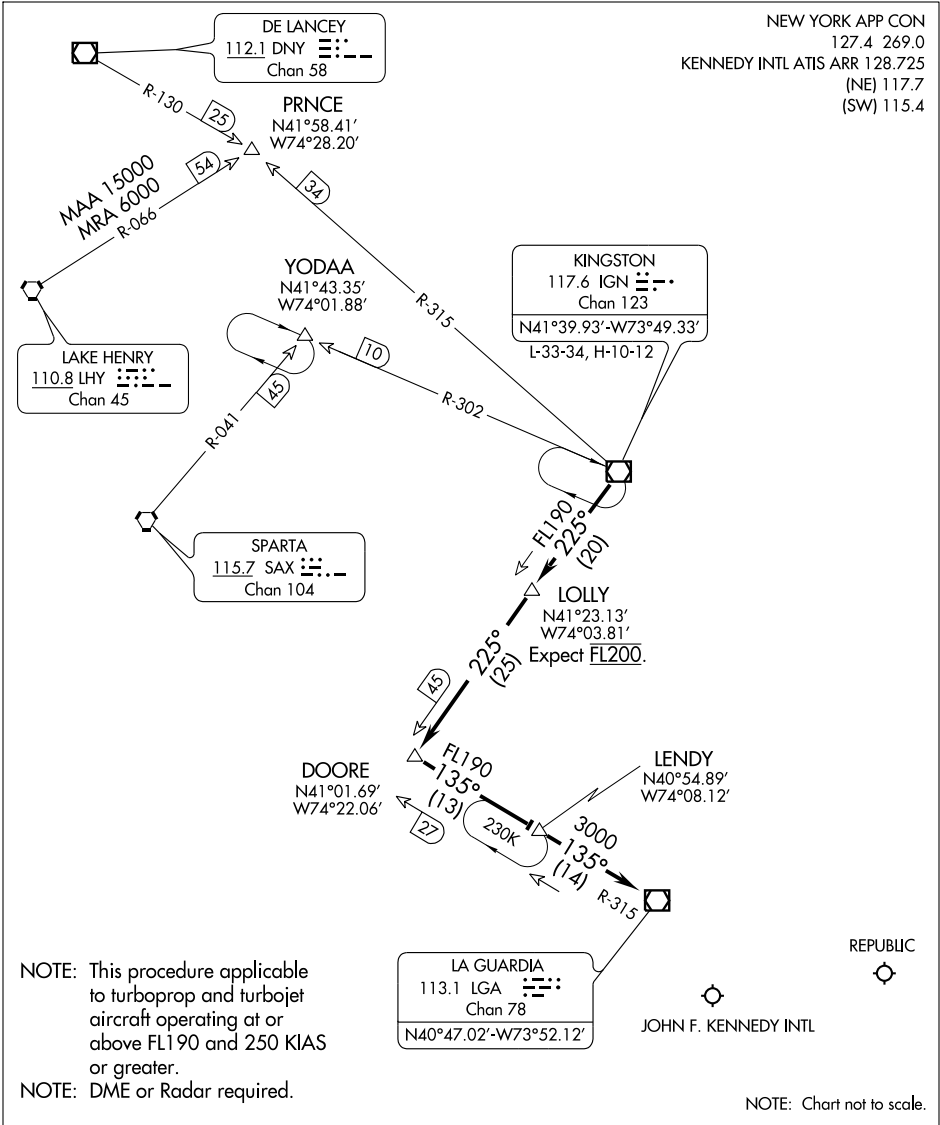 NEW YORK APP CON
127.4 269.0
KENNEDY INTL ATIS ARR 128.725
(NE) 117.7
(SW) 115.4
DE LANCEY
112.1 DNY
Chan 58
R-130
25
PRNCE
N41°58.41'
W74°28.20'
54
MAA 15000
MRA 6000
R-066
34
R-315
LAKE HENRY
110.8 LHY
Chan 45
YODAA
N41°43.35'
W74°01.88'
10
R-302
45
R-041
KINGSTON
117.6 IGN
Chan 123
N41°39.93'-W73°49.33'
L-33-34, H-10-12
SPARTA
115.7 SAX
Chan 104
FL190
225°
(20)
LOLLY
N41°23.13'
W74°03.81'
Expect FL200.
225°
(25)
45
DOORE
N41°01.69'
W74°22.06'
FL190
135°
(13)
27
230K
LENDY
N40°54.89'
W74°08.12'
3000
135°
(14)
R-315
LA GUARDIA
113.1 LGA
Chan 78
N40°47.02'-W73°52.12'
REPUBLIC
JOHN F. KENNEDY INTL
NOTE: This procedure applicable
to turboprop and turbojet
aircraft operating at or
above FL190 and 250 KIAS
or greater.
NOTE: DME or Radar required.
NOTE: Chart not to scale.